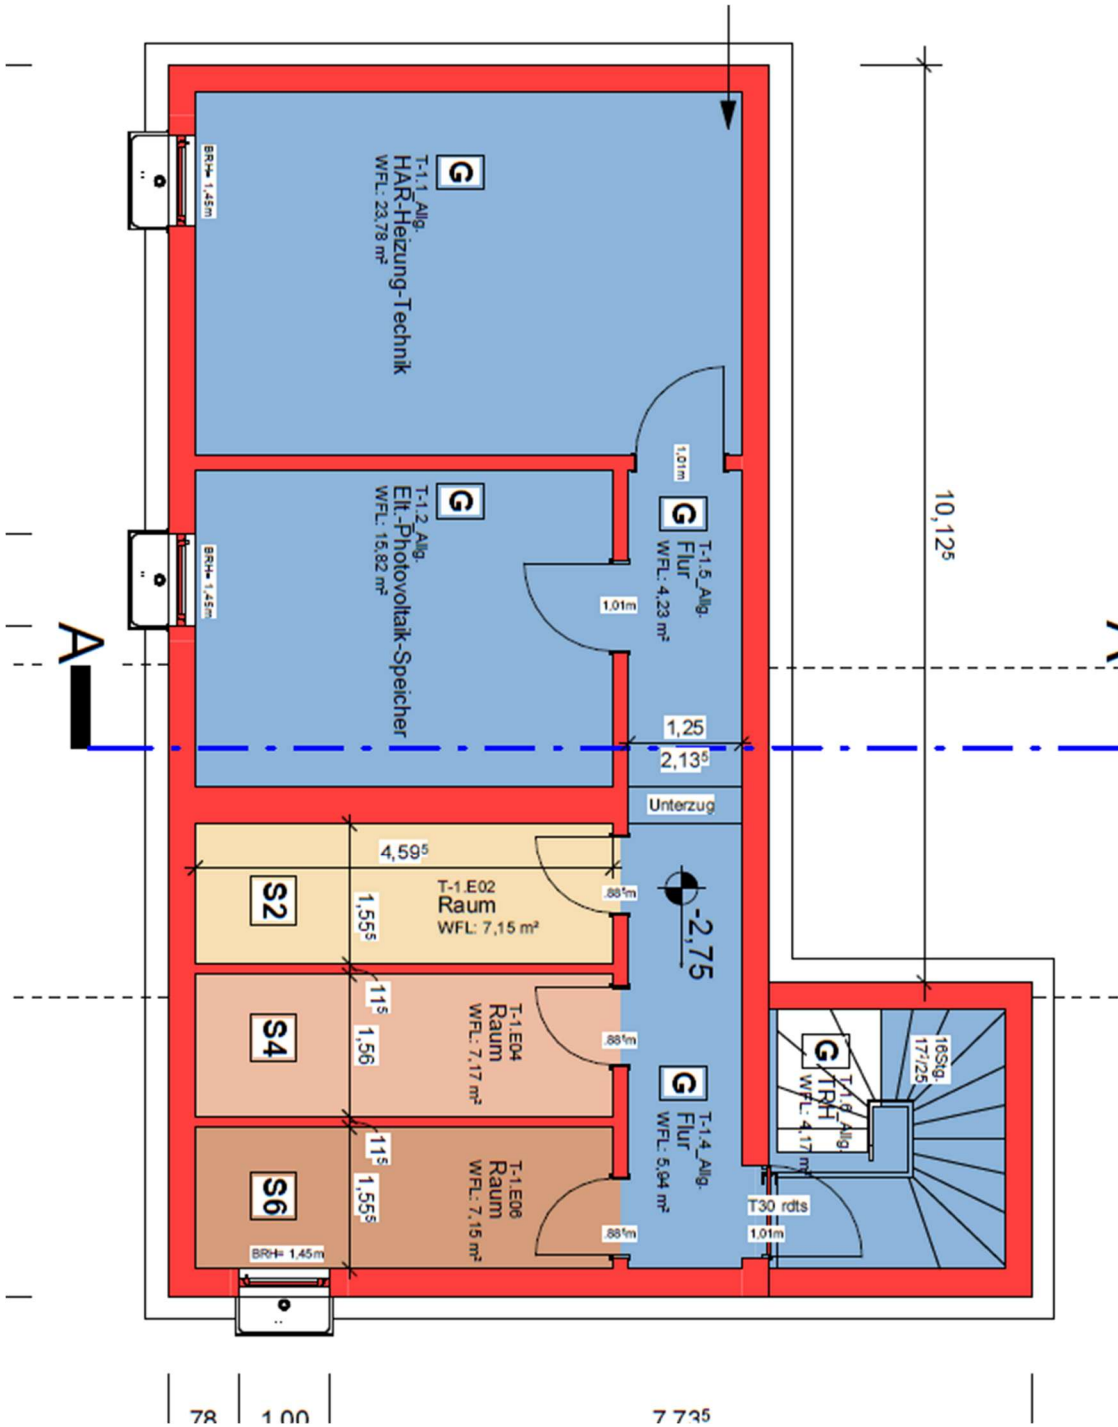 BRH= 1,45m
G
T-1.1_Allg.
HAR-Heizung-Technik
WFL: 23,78 m²
1,01m
10,12⁵
G
T-1.2_Allg.
Elt.-Photovoltaik-Speicher
WFL: 15,82 m²
BRH= 1,45m
G
T-1.5_Allg.
Flur
WFL: 4,23 m²
1,01m
A
1,25
2,13⁵
Unterzug
4,59⁵
T-1.E02
Raum
WFL: 7,15 m²
S2
1,55⁵
.88⁵m
-2,75
11⁵
S4
1,56
T-1.E04
Raum
WFL: 7,17 m²
.88⁵m
G
T-1.4_Allg.
Flur
WFL: 5,94 m²
16Stg.
17²/25
G
T-1.6_Allg.
TRH
WFL: 4,17 m
11⁵
S6
1,55⁵
T-1.E06
Raum
WFL: 7,15 m²
.88⁵m
T30 rdts
1,01m
BRH= 1,45m
78
1,00
7,73⁵